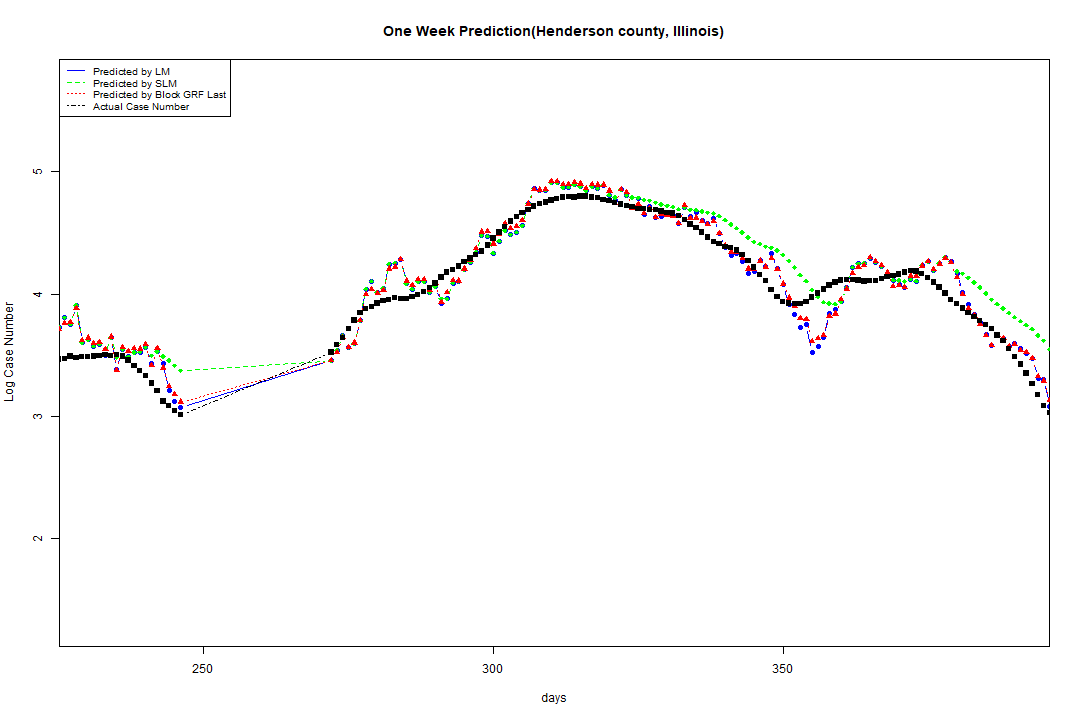 One Week Prediction(Henderson county, Illinois)
Predicted by LM
Predicted by SLM
Predicted by Block GRF Last
Actual Case Number
5
4
3
2
Log Case Number
250
300
350
days